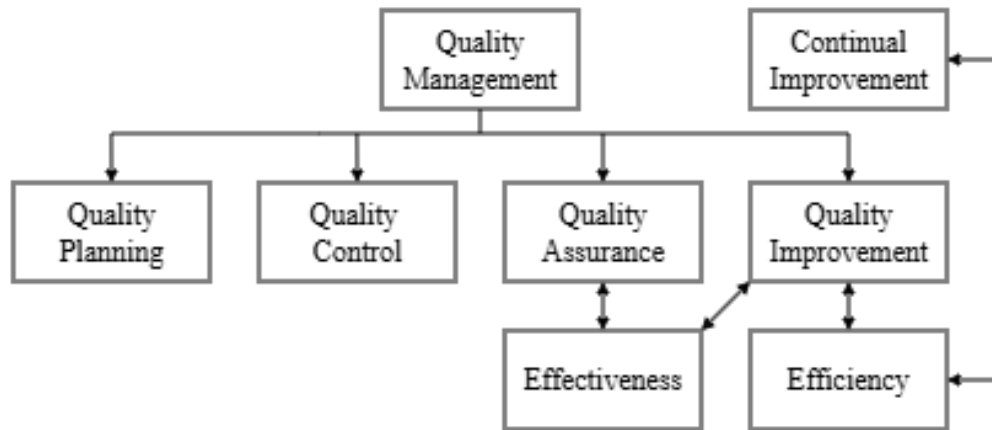 Quality
Management
Continual
Improvement
Quality
Planning
Quality
Control
Quality
Assurance
Quality
Improvement
Effectiveness
Efficiency